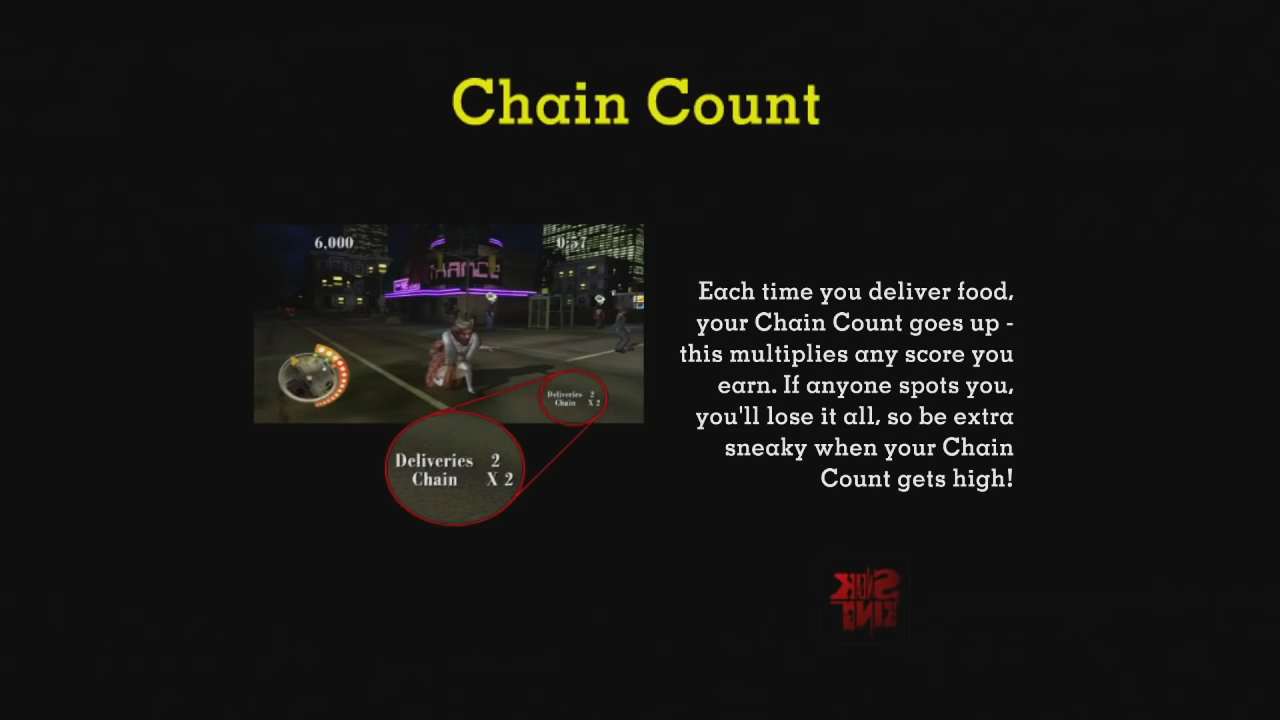 Chain Count
6,000
0:57
Deliveries 2
Chain X 2
Deliveries 2
Chain X 2
Each time you deliver food,
your Chain Count goes up -
this multiplies any score you
earn. If anyone spots you,
you'll lose it all, so be extra
sneaky when your Chain
Count gets high!